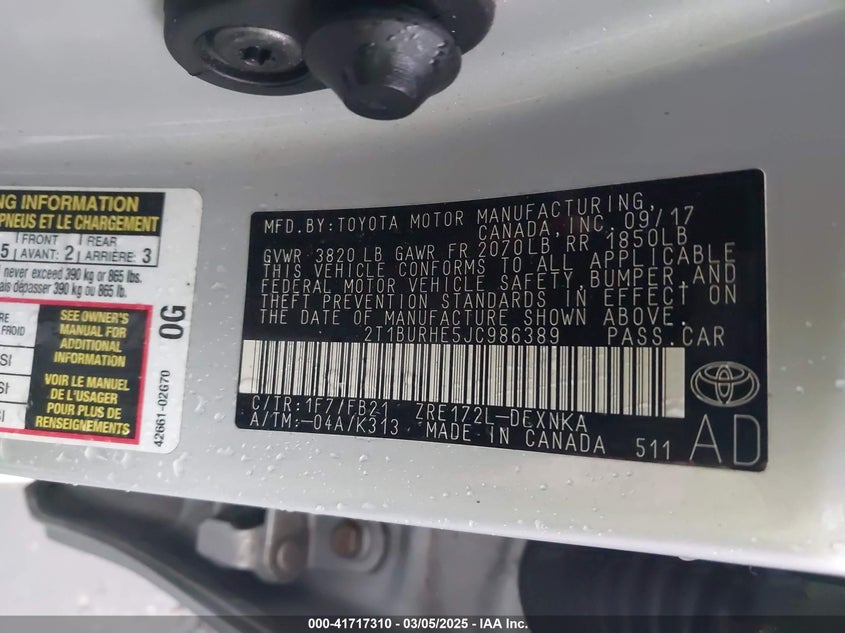 NG INFORMATION
PNEUS ET LE CHARGEMENT
5 FRONT AVANT: 2 REAR ARRIÈRE: 3
never exceed 390 kg or 865 lbs.
dépasser 390 kg ou 865 lb.
FROID
SEE OWNER'S
MANUAL FOR
ADDITIONAL
INFORMATION
VOIR LE MANUEL
DE L'USAGER
POUR PLUS DE
RENSEIGNEMENTS
SI
SI
0G
42661-02G70
MFD.BY:TOYOTA MOTOR MANUFACTURING,
CANADA, INC. 09/17
GVWR 3820 LB GAWR FR 2070LB RR 1850LB
THIS VEHICLE CONFORMS TO ALL APPLICABLE
FEDERAL MOTOR VEHICLE SAFETY, BUMPER, AND
THEFT PREVENTION STANDARDS IN EFFECT ON
THE DATE OF MANUFACTURE SHOWN ABOVE.
2T1BURHE5JC986389 PASS.CAR
C/TR:1F7/FB21 ZRE172L-DEXNKA
A/TM:-04A/K313 MADE IN CANADA 511
AD
000-41717310 - 03/05/2025 - IAA Inc.